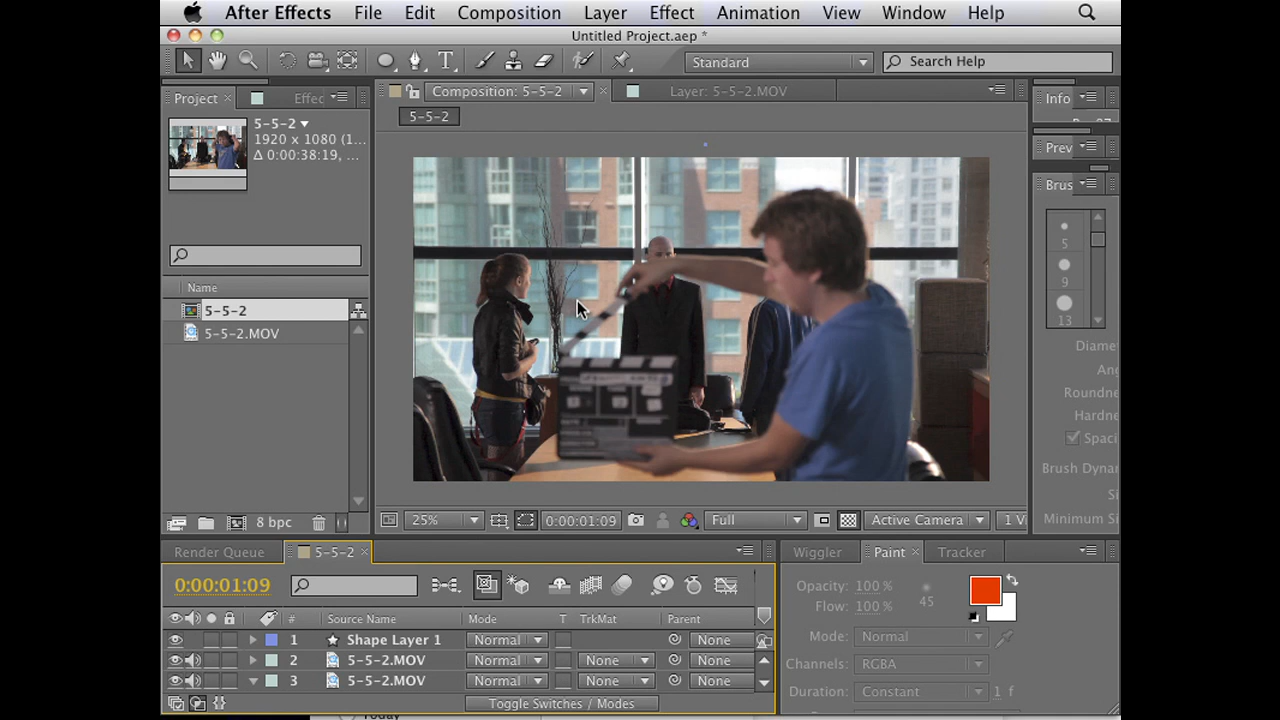 After Effects File Edit Composition Layer Effect Animation View Window Help
Untitled Project.aep *
Standard Search Help
Project Effec Composition: 5-5-2 Layer: 5-5-2.MOV Info
5-5-2
5-5-2
1920 x 1080 (1...
Δ 0:00:38:19, ...
Prev
Brus
5
9
13
Name
5-5-2
5-5-2.MOV
Diame
Ang
Roundne
Hardne
Spaci
Brush Dynar
Si
Minimum Si
8 bpc 25% 0:00:01:09 Full Active Camera 1 Vi
Render Queue 5-5-2 Wiggler Paint Tracker
0:00:01:09
Opacity: 100 %
Flow: 100 % 45
# Source Name Mode T TrkMat Parent
1 Shape Layer 1 Normal None
2 5-5-2.MOV Normal None None
3 5-5-2.MOV Normal None None
Mode: Normal
Channels: RGBA
Duration: Constant 1 f
Toggle Switches / Modes
Today